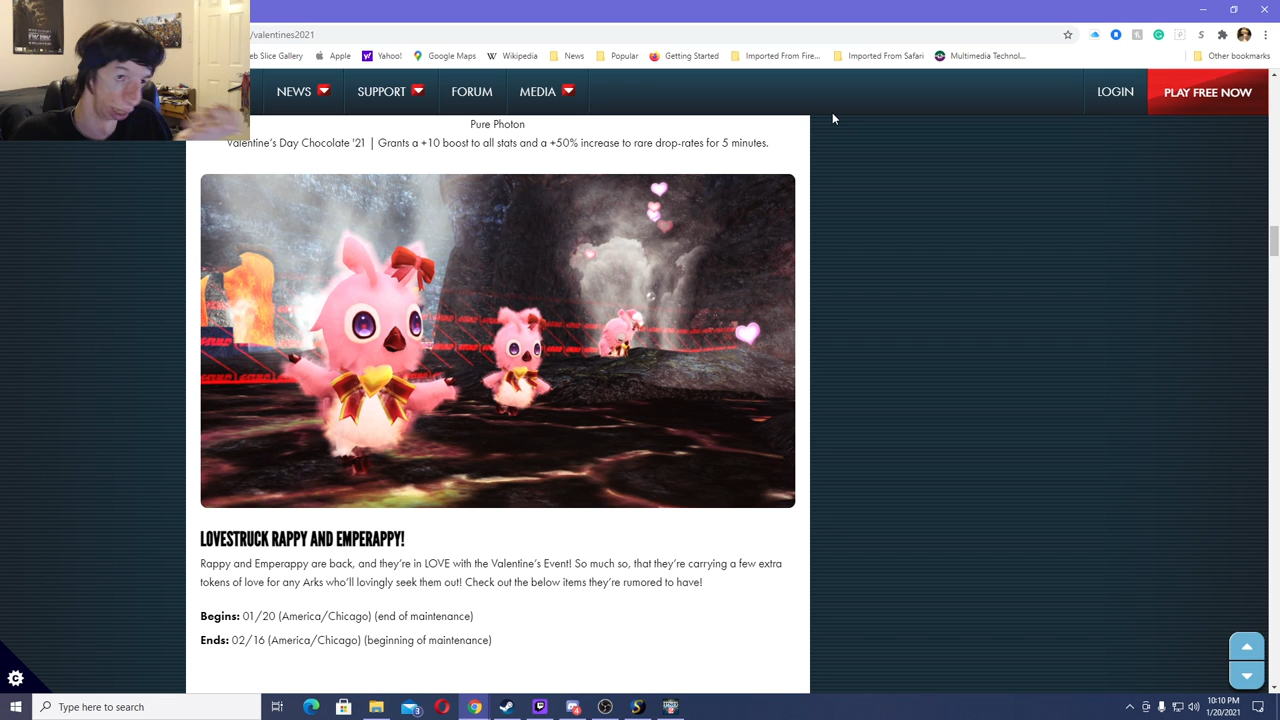 /valentines2021
eb Slice Gallery
Apple
Yahoo!
Google Maps
Wikipedia
News
Popular
Getting Started
Imported From Fire...
Imported From Safari
Multimedia Technol...
Other bookmarks
NEWS
SUPPORT
FORUM
MEDIA
LOGIN
PLAY FREE NOW
Pure Photon
Valentine's Day Chocolate '21 | Grants a +10 boost to all stats and a +50% increase to rare drop-rates for 5 minutes.
LOVESTRUCK RAPPY AND EMPERAPPY!
Rappy and Emperappy are back, and they're in LOVE with the Valentine's Event! So much so, that they're carrying a few extra
tokens of love for any Arks who'll lovingly seek them out! Check out the below items they're rumored to have!
Begins: 01/20 (America/Chicago) (end of maintenance)
Ends: 02/16 (America/Chicago) (beginning of maintenance)
Type here to search
10:10 PM
1/20/2021